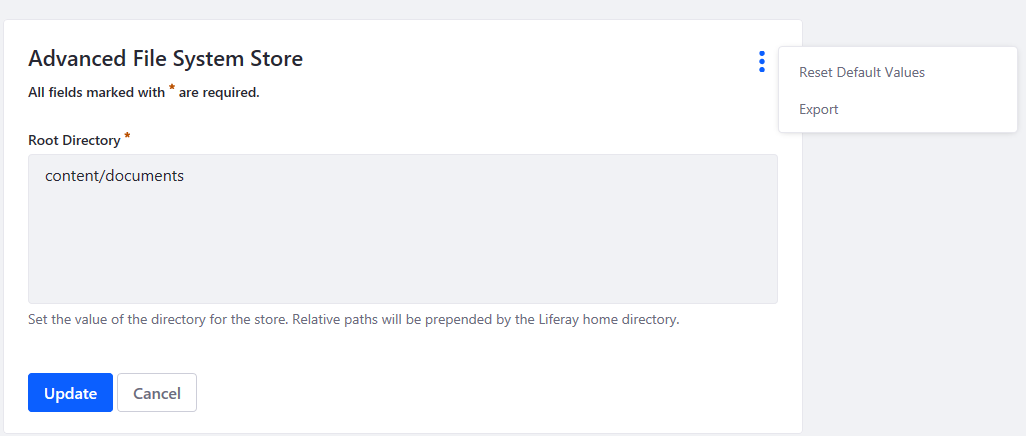 Advanced File System Store
All fields marked with * are required.
Reset Default Values
Export
Root Directory *
content/documents
Set the value of the directory for the store. Relative paths will be prepended by the Liferay home directory.
Update
Cancel